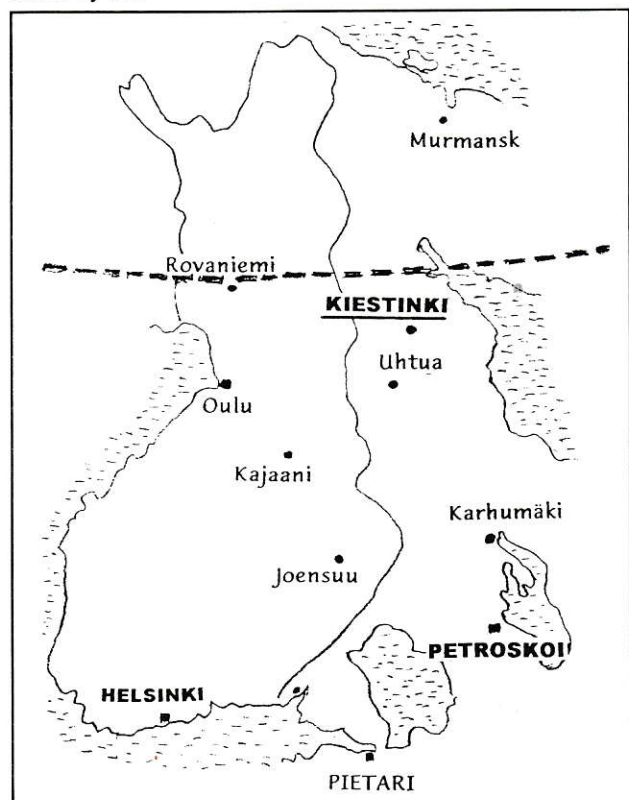 Murmansk
Rovaniemi
KIESTINKI
Uhtua
Oulu
Kajaani
Karhumäki
Joensuu
PETROSKOI
HELSINKI
PIETARI